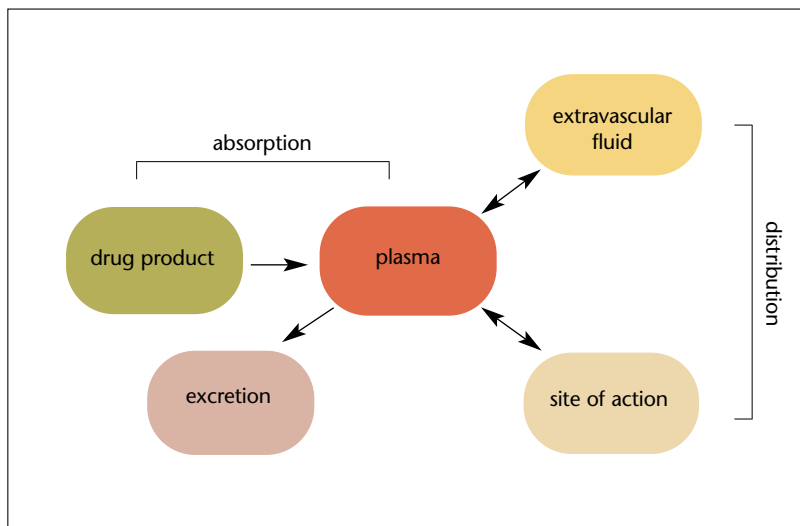 absorption
drug product
plasma
extravascular
fluid
distribution
excretion
site of action